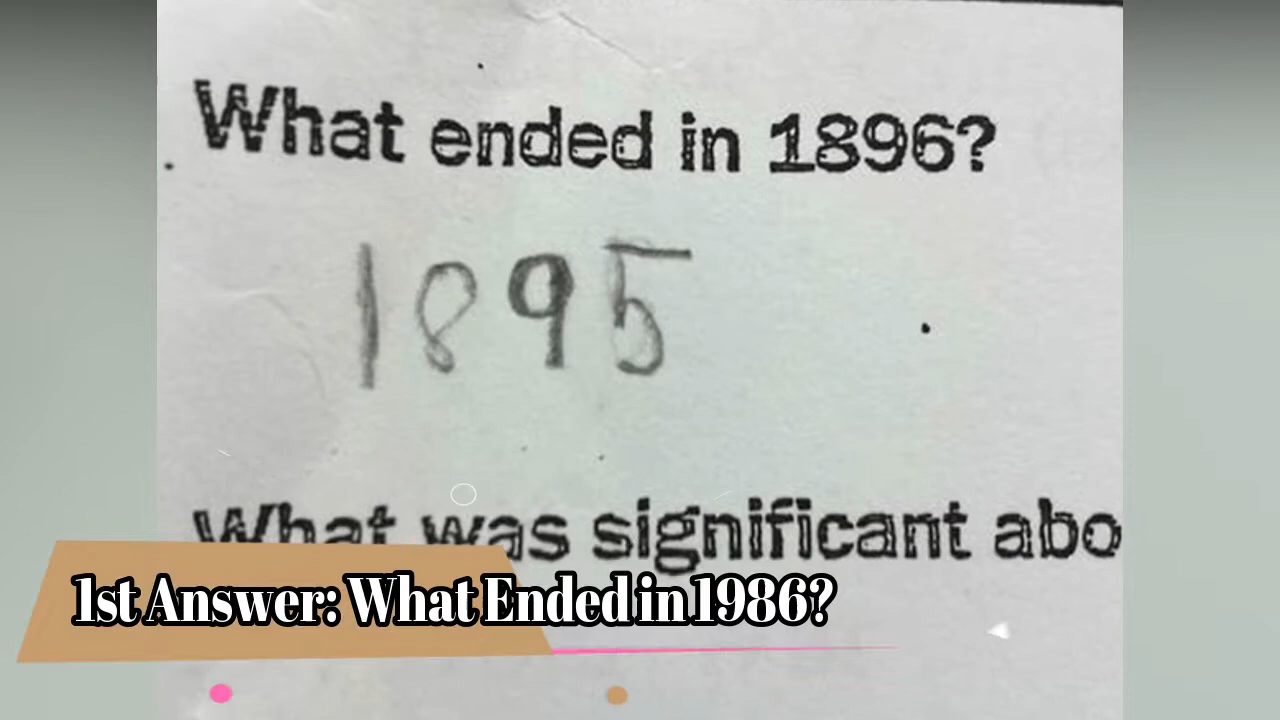 What ended in 1896?
1895
What was significant abo
1st Answer: What Ended in 1986?